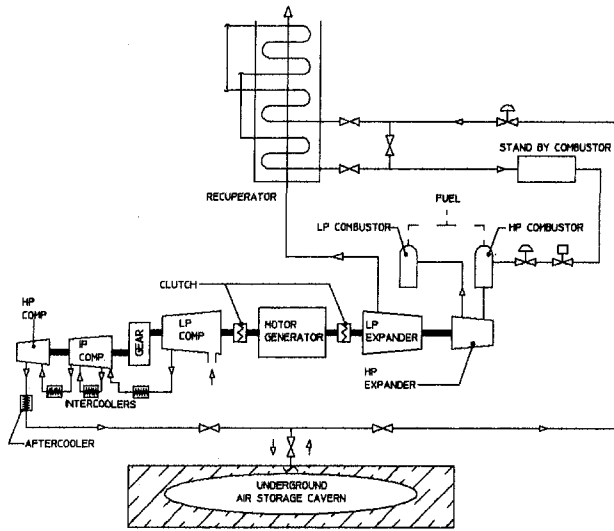 STAND BY COMBUSTOR
RECUPERATOR
FUEL
LP COMBUSTOR
HP COMBUSTOR
CLUTCH
HP
COMP
IP
COMP.
GEAR
LP
COMP
MOTOR
GENERATOR
LP
EXPANDER
HP
EXPANDER
INTERCOOLERS
AFTERCOOLER
UNDERGROUND
AIR STORAGE CAVERN